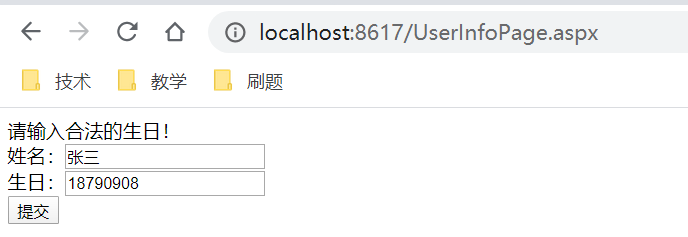 localhost:8617/UserInfoPage.aspx
技术 教学 刷题
请输入合法的生日！
姓名：张三
生日：18790908
提交